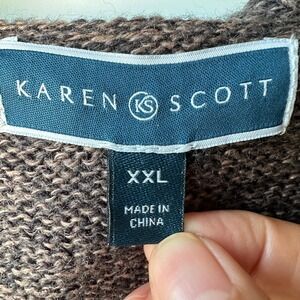 KAREN KS SCOTT
XXL
MADE IN
CHINA